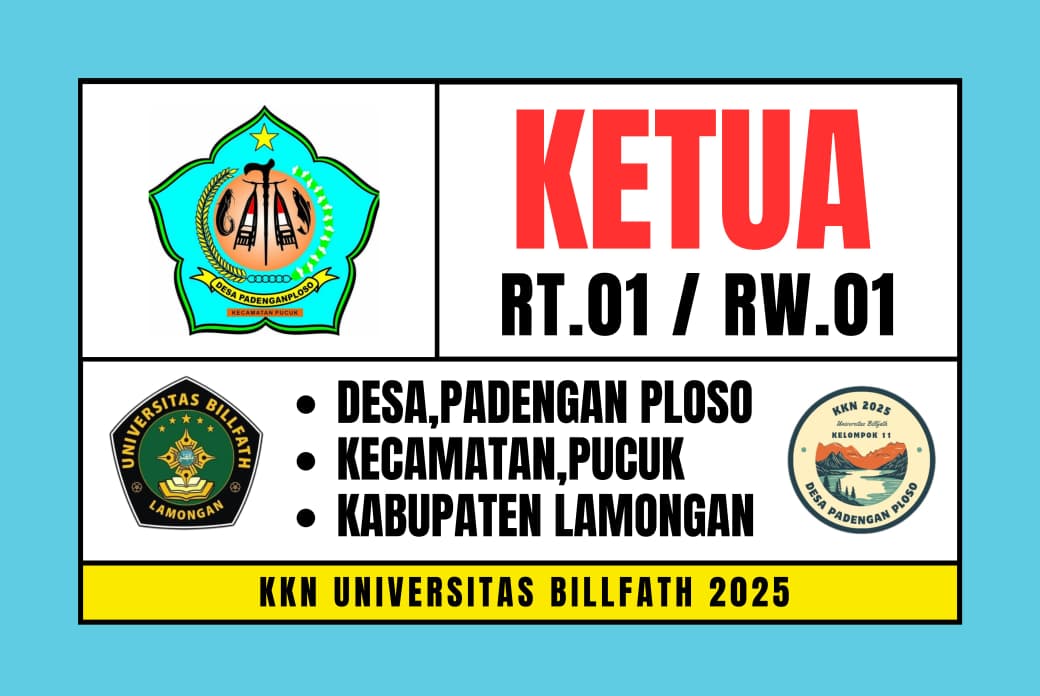 KETUA
RT.01 / RW.01
DESA PADENGANPLOSO
KECAMATAN PUCUK
UNIVERSITAS BILLFATH
LAMONGAN
• DESA,PADENGAN PLOSO
• KECAMATAN,PUCUK
• KABUPATEN LAMONGAN
KKN 2025
Universitas Billfath
KELOMPOK 11
DESA PADENGAN PLOSO
KKN UNIVERSITAS BILLFATH 2025